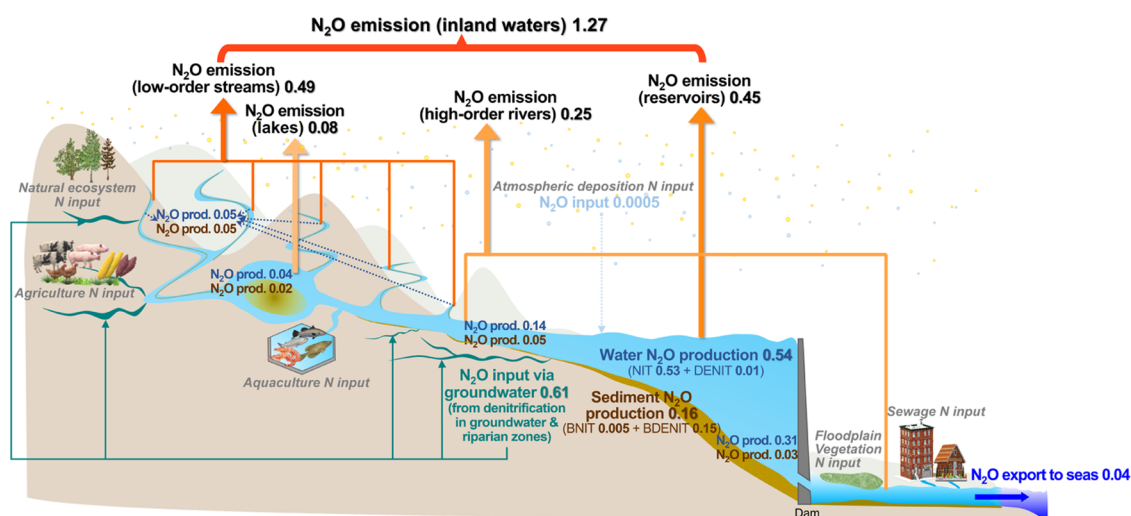 N₂O emission (inland waters) 1.27
N₂O emission
(low-order streams) 0.49
N₂O emission
(lakes) 0.08
N₂O emission
(high-order rivers) 0.25
N₂O emission
(reservoirs) 0.45
Natural ecosystem
N input
Atmospheric deposition N input
N₂O input 0.0005
N₂O prod. 0.05
N₂O prod. 0.05
Agriculture N input
N₂O prod. 0.04
N₂O prod. 0.02
N₂O prod. 0.14
N₂O prod. 0.05
Aquaculture N input
Water N₂O production 0.54
(NIT 0.53 + DENIT 0.01)
N₂O input via
groundwater 0.61
(from denitrification
in groundwater &
riparian zones)
Sediment N₂O
production 0.16
(BNIT 0.005 + BDENIT 0.15)
N₂O prod. 0.31
N₂O prod. 0.03
Floodplain
Vegetation
N input
Sewage N input
N₂O export to seas 0.04
Dam